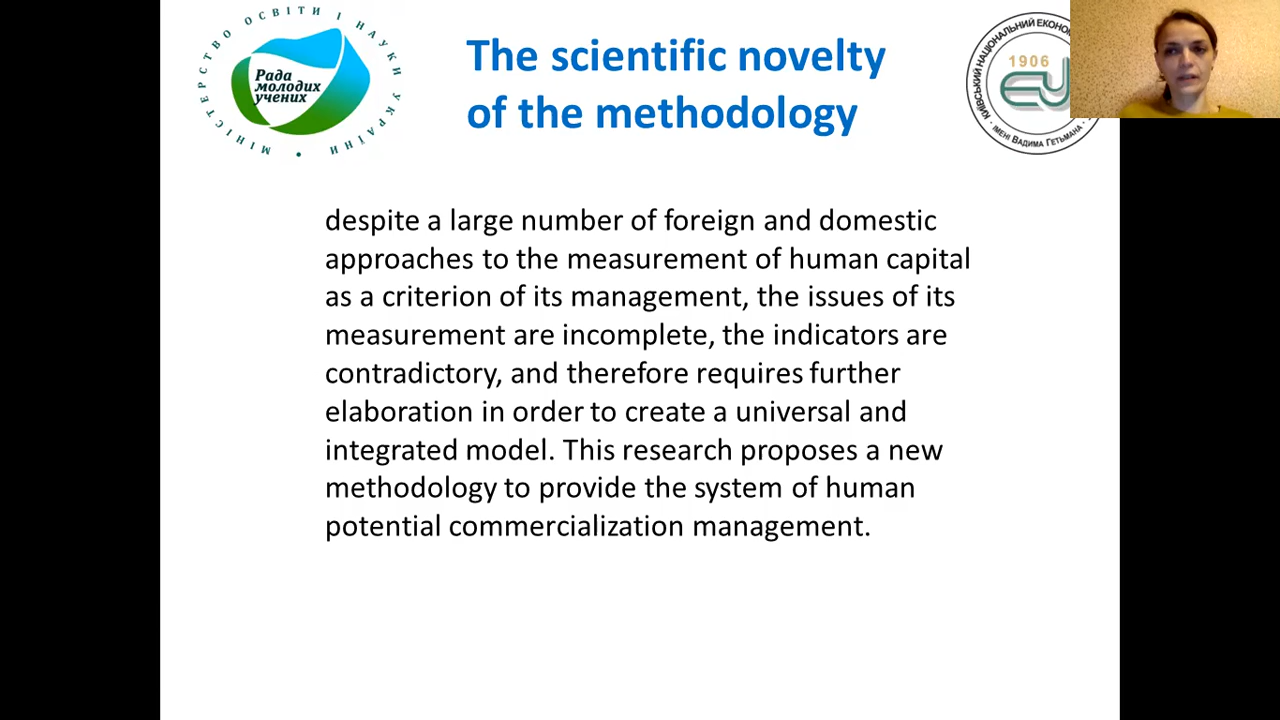 МІНІСТЕРСТВО ОСВІТИ І НАУКИ УКРАЇНИ
Рада
молодих
учених
The scientific novelty
of the methodology
КИЇВСЬКИЙ НАЦІОНАЛЬНИЙ
1906
ІМЕНІ ВАДИМА ГЕТЬМАНА
despite a large number of foreign and domestic
approaches to the measurement of human capital
as a criterion of its management, the issues of its
measurement are incomplete, the indicators are
contradictory, and therefore requires further
elaboration in order to create a universal and
integrated model. This research proposes a new
methodology to provide the system of human
potential commercialization management.